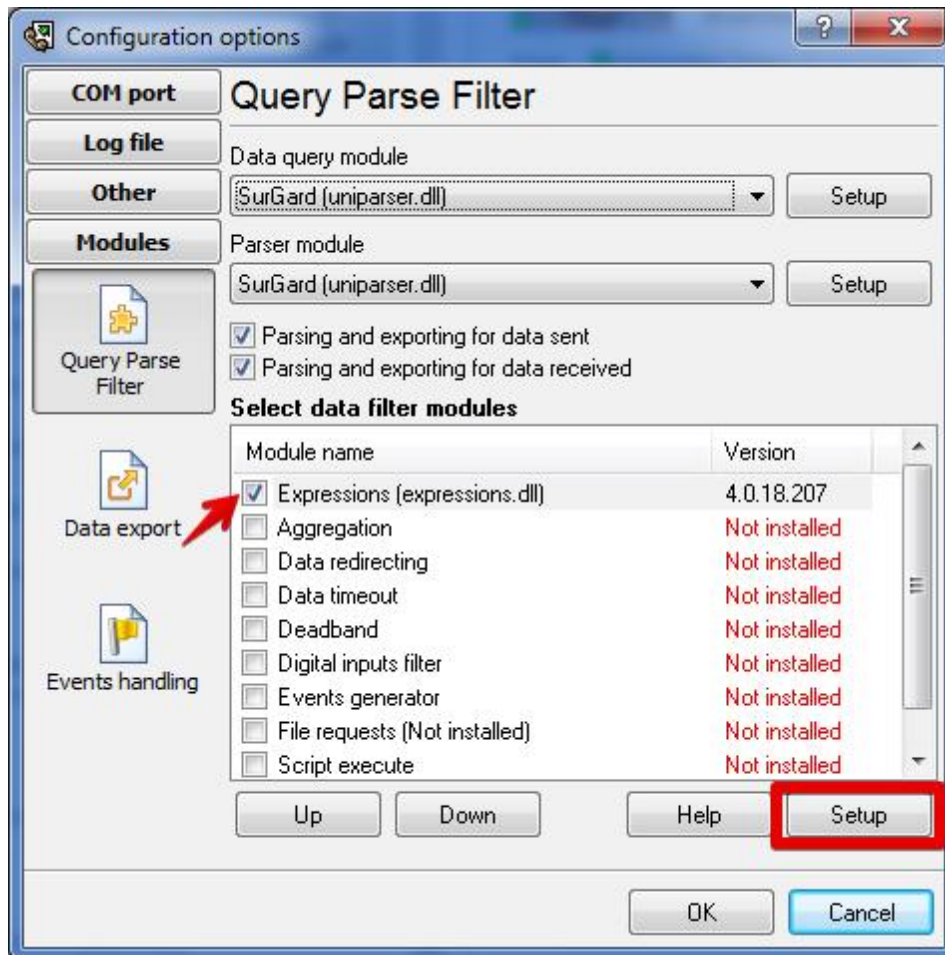 Configuration options
?
COM port
Log file
Other
Modules
Query Parse
Filter
Data export
Events handling
Query Parse Filter
Data query module
SurGard (uniparser.dll) Setup
Parser module
SurGard (uniparser.dll) Setup
Parsing and exporting for data sent
Parsing and exporting for data received
Select data filter modules
Module name Version
Expressions (expressions.dll) 4.0.18.207
Aggregation Not installed
Data redirecting Not installed
Data timeout Not installed
Deadband Not installed
Digital inputs filter Not installed
Events generator Not installed
File requests (Not installed) Not installed
Script execute Not installed
Up Down Help Setup
OK Cancel